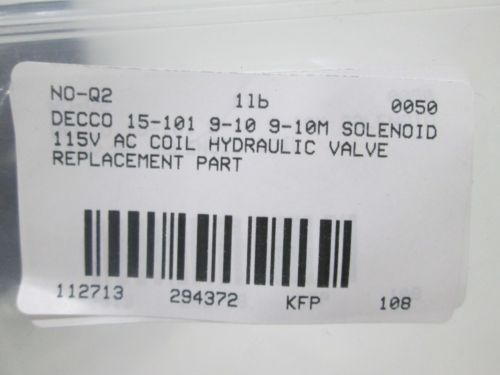 NO-Q2 1lb 0050
DECCO 15-101 9-10 9-10M SOLENOID
115V AC COIL HYDRAULIC VALVE
REPLACEMENT PART
112713 294372 KFP 108